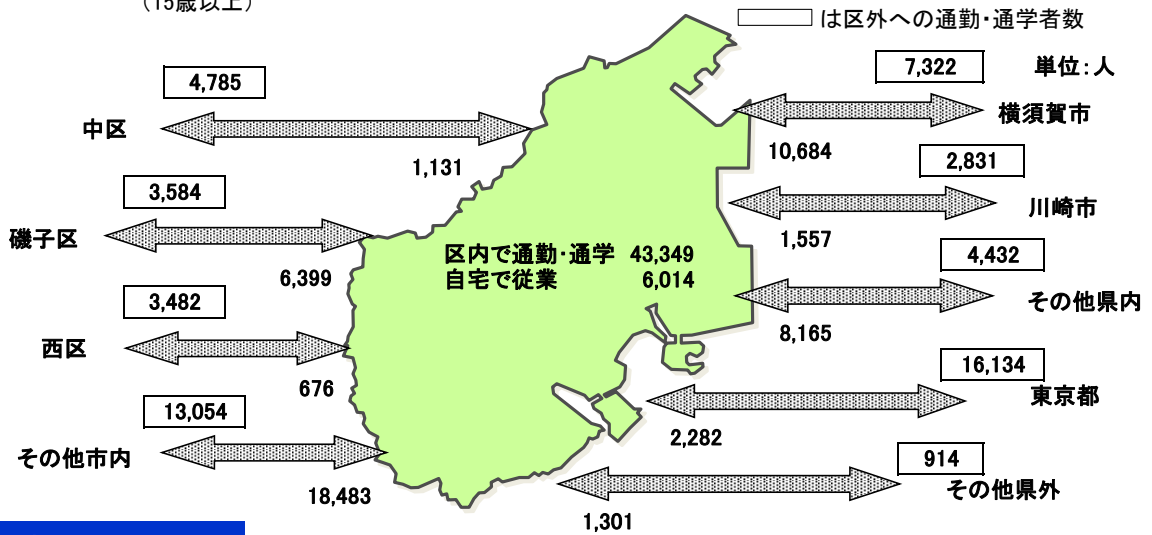 (15歳以上)
は区外への通勤・通学者数
単位:人
4,785
中区
1,131
3,584
磯子区
6,399
3,482
西区
676
13,054
その他市内
18,483
区内で通勤・通学 43,349
自宅で従業 6,014
7,322
横須賀市
10,684
2,831
川崎市
1,557
4,432
その他県内
8,165
16,134
東京都
2,282
914
その他県外
1,301